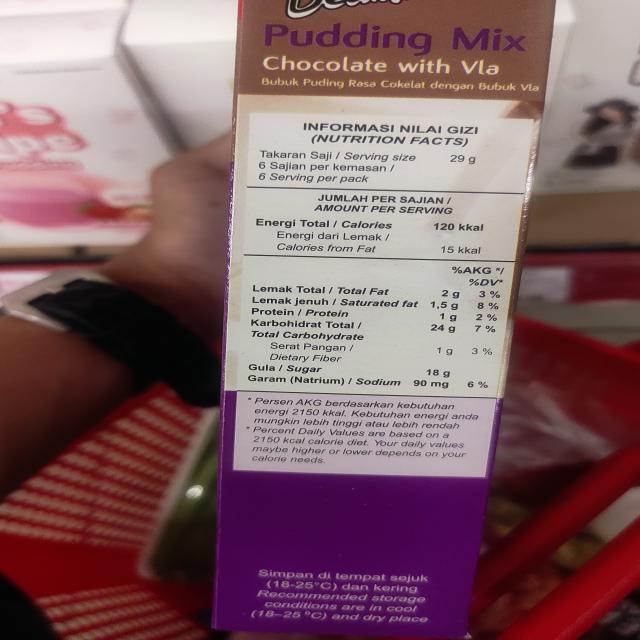 Pudding Mix
Chocolate with Vla
Bubuk Puding Rasa Cokelat dengan Bubuk Vla
INFORMASI NILAI GIZI
(NUTRITION FACTS)
Takaran Saji / Serving size 29 g
6 Sajian per kemasan /
6 Serving per pack
JUMLAH PER SAJIAN /
AMOUNT PER SERVING
Energi Total / Calories 120 kkal
Energi dari Lemak /
Calories from Fat 15 kkal
%AKG */
%DV*
Lemak Total / Total Fat 2 g 3 %
Lemak jenuh / Saturated fat 1,5 g 8 %
Protein / Protein 1 g 2 %
Karbohidrat Total / 24 g 7 %
Total Carbohydrate
Serat Pangan / 1 g 3 %
Dietary Fiber
Gula / Sugar 18 g
Garam (Natrium) / Sodium 90 mg 6 %
* Persen AKG berdasarkan kebutuhan
energi 2150 kkal. Kebutuhan energi anda
mungkin lebih tinggi atau lebih rendah
* Percent Daily Values are based on a
2150 kcal calorie diet. Your daily values
maybe higher or lower depends on your
calorie needs.
Simpan di tempat sejuk
(18-25°C) dan kering
Recommended storage
conditions are in cool
(18-25 °C) and dry place